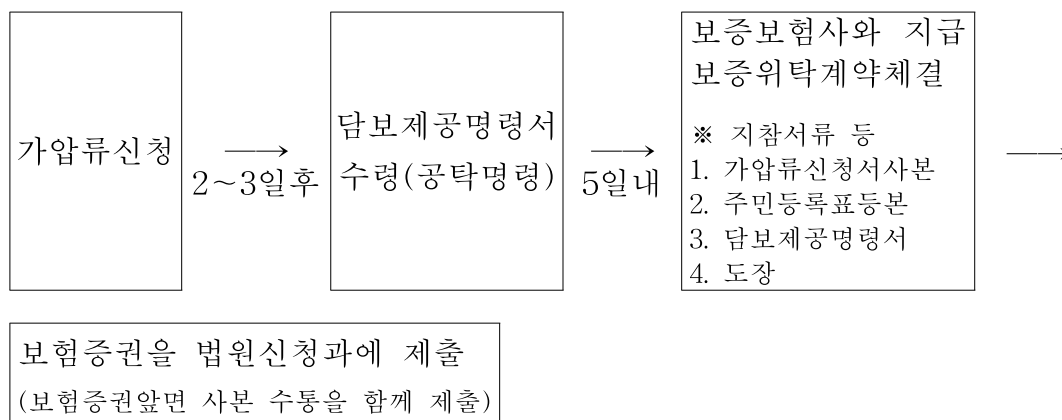 가압류신청
⟶
2~3일후
담보제공명령서
수령(공탁명령)
⟶
5일내
보증보험사와 지급
보증위탁계약체결
※ 지참서류 등
1. 가압류신청서사본
2. 주민등록표등본
3. 담보제공명령서
4. 도장
⟶
보험증권을 법원신청과에 제출
(보험증권앞면 사본 수통을 함께 제출)